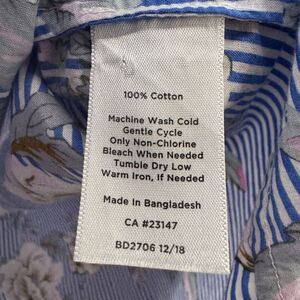 100% Cotton
Machine Wash Cold
Gentle Cycle
Only Non-Chlorine
Bleach When Needed
Tumble Dry Low
Warm Iron, If Needed
Made In Bangladesh
CA #23147
BD2706 12/18